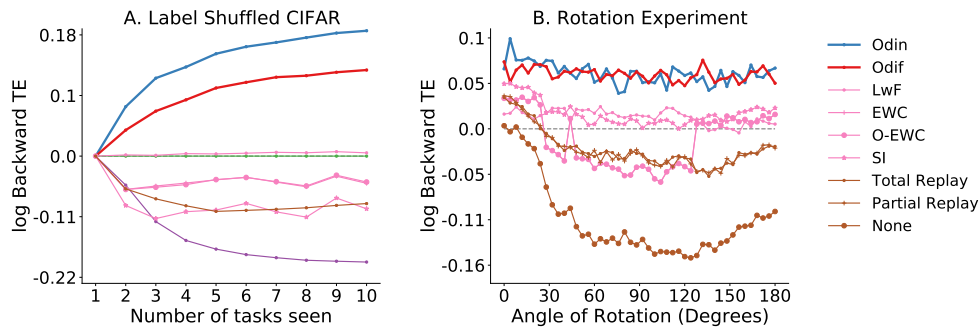 A. Label Shuffled CIFAR
log Backward TE
0.18
0.1
0.0
-0.11
-0.22
1 2 3 4 5 6 7 8 9 10
Number of tasks seen
B. Rotation Experiment
log Backward TE
0.1
0.05
0.0
-0.05
-0.11
-0.16
0 30 60 90 120 150 180
Angle of Rotation (Degrees)
Odin
Odif
LwF
EWC
O-EWC
SI
Total Replay
Partial Replay
None